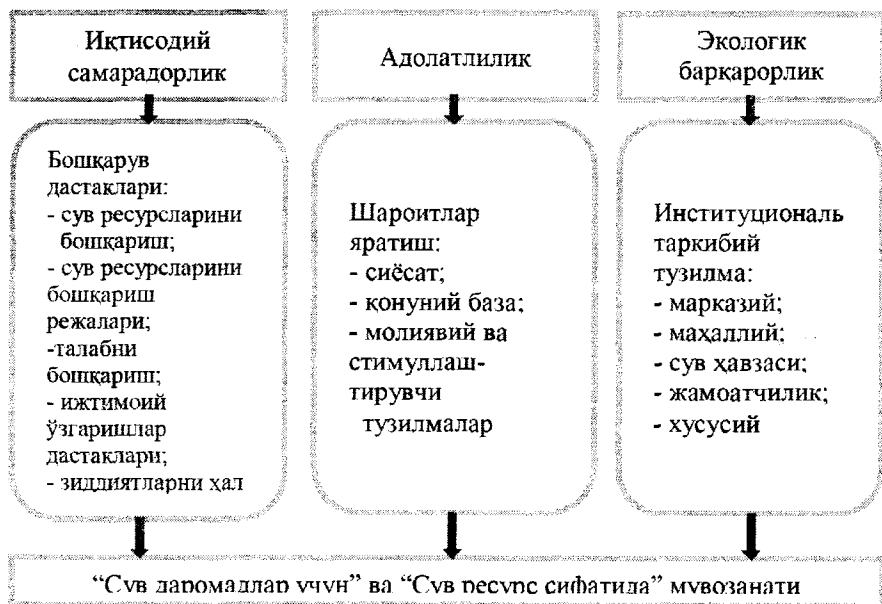 Иқтисодий
самарадорлик
Адолатлилик
Экологик
барқарорлик
Бошқарув
дастаклари:
- сув ресурсларини
бошқариш;
- сув ресурсларини
бошқариш
режалари;
-талабни
бошқариш;
- ижтимоий
ўзгаришлар
дастаклари;
- зиддиятларни ҳал
Шароитлар
яратиш:
- сиёсат;
- қонуний база;
- молиявий ва
стимуллаш-
тирувчи
тузилмалар
Институциональ
таркибий
тузилма:
- марказий;
- маҳаллий;
- сув ҳавзаси;
- жамоатчилик;
- хусусий
“Сув даромадлар учун” ва “Сув ресурс сифатида” мувозанати